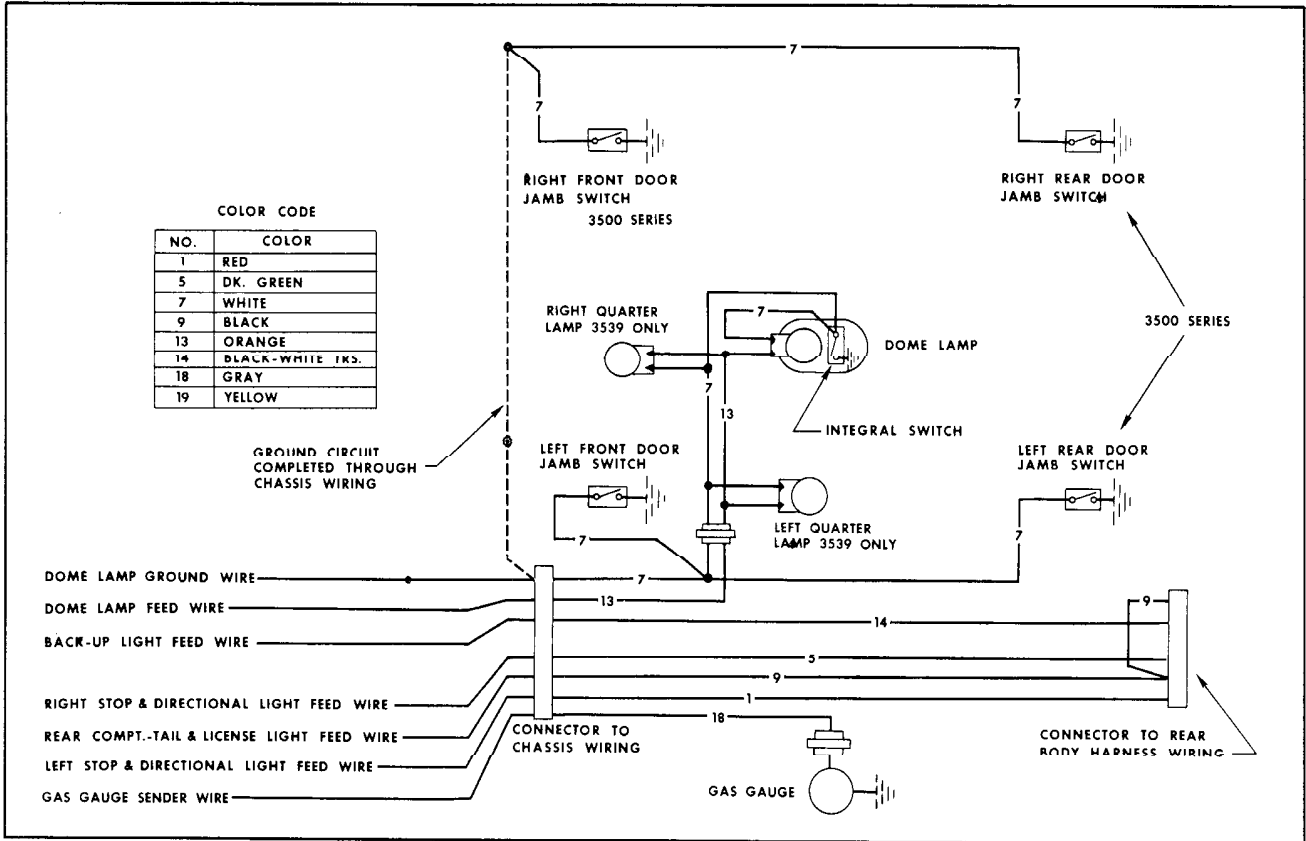 7
7
7
RIGHT FRONT DOOR
JAMB SWITCH
3500 SERIES
RIGHT REAR DOOR
JAMB SWITCH
COLOR CODE
NO. COLOR
1 RED
5 DK. GREEN
7 WHITE
9 BLACK
13 ORANGE
14 BLACK-WHITE TRS.
18 GRAY
19 YELLOW
RIGHT QUARTER
LAMP 3539 ONLY
7
DOME LAMP
3500 SERIES
7
13
INTEGRAL SWITCH
GROUND CIRCUIT
COMPLETED THROUGH
CHASSIS WIRING
LEFT FRONT DOOR
JAMB SWITCH
LEFT REAR DOOR
JAMB SWITCH
7
LEFT QUARTER
LAMP 3539 ONLY
7
DOME LAMP GROUND WIRE
7
DOME LAMP FEED WIRE
13
9
BACK-UP LIGHT FEED WIRE
14
5
9
RIGHT STOP & DIRECTIONAL LIGHT FEED WIRE
1
18
REAR COMPT.-TAIL & LICENSE LIGHT FEED WIRE
CONNECTOR TO
CHASSIS WIRING
CONNECTOR TO REAR
BODY HARNESS WIRING
LEFT STOP & DIRECTIONAL LIGHT FEED WIRE
GAS GAUGE SENDER WIRE
GAS GAUGE